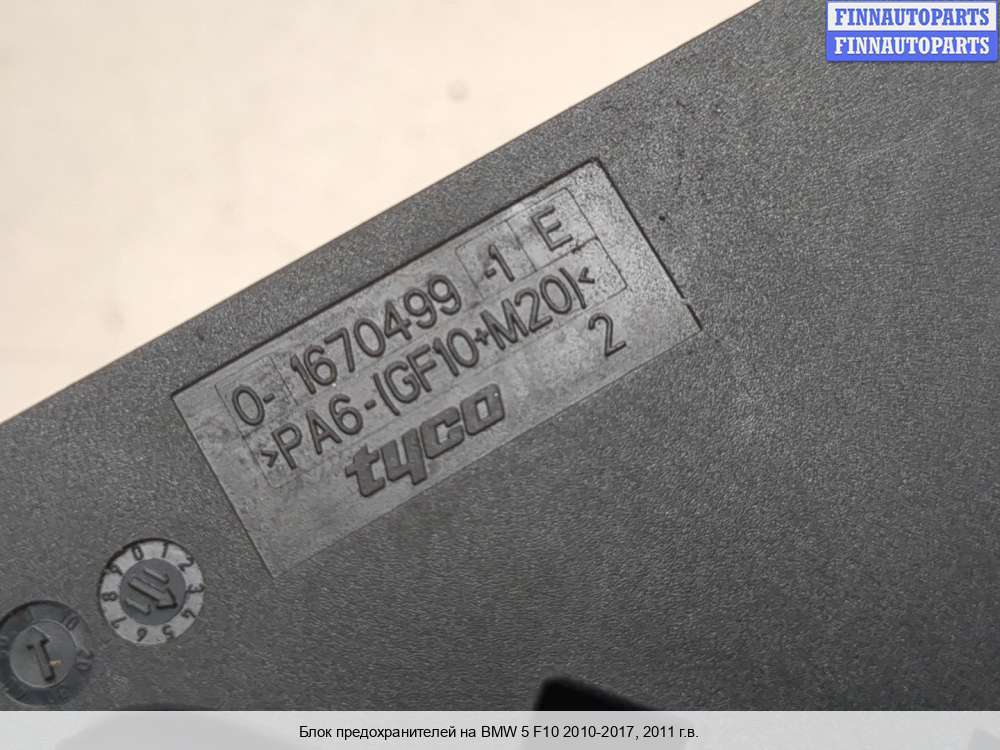 FINNAUTOPARTS
FINNAUTOPARTS
0-1670499-1 E
>PA6-(GF10+M20)<
tyco 2
Блок предохранителей на BMW 5 F10 2010-2017, 2011 г.в.